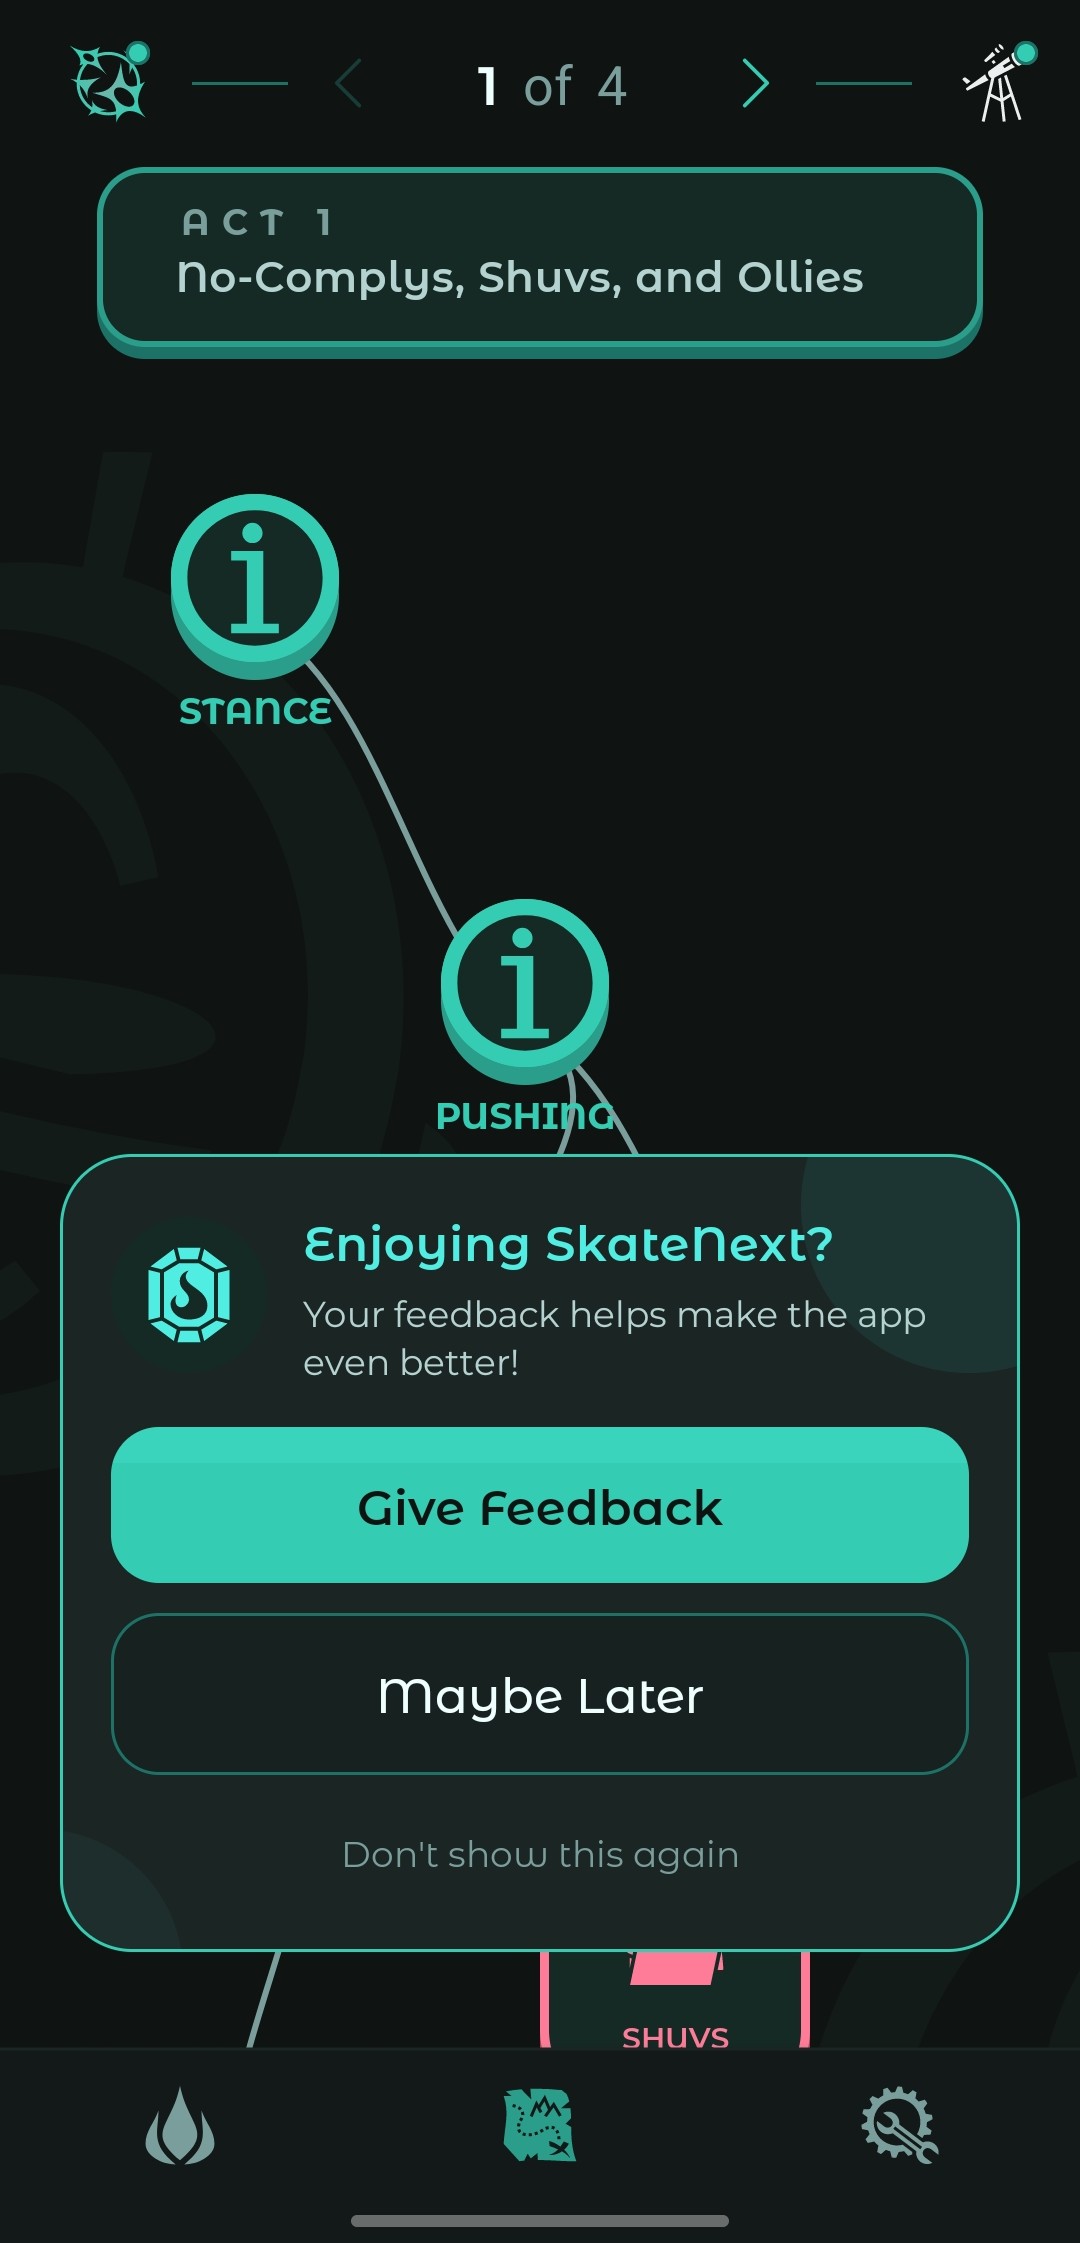 1 of 4
ACT 1
No-Complys, Shuvs, and Ollies
i
STANCE
i
PUSHING
Enjoying SkateNext?
Your feedback helps make the app
even better!
Give Feedback
Maybe Later
Don't show this again
SHUVS